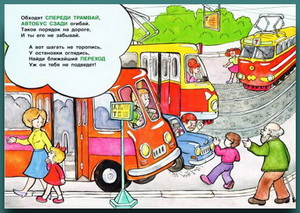 Обходят СПЕРЕДИ ТРАМВАЙ,
АВТОБУС СЗАДИ огибай.
Таков порядок на дороге,
И ты его не забывай.
А вот шагать не торопись,
У остановки оглядись,
Найди ближайший ПЕРЕХОД
Уж он тебя не подведет!